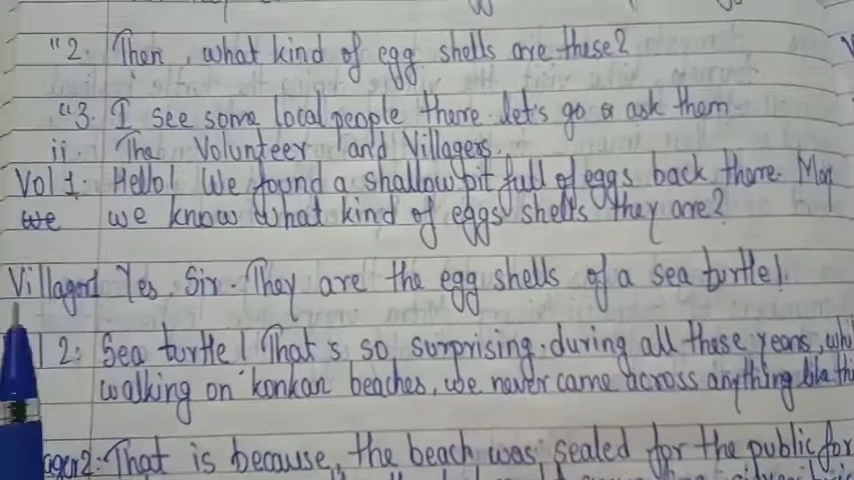 "2. Then, what kind of egg shells are these?
"3. I see some local people there. let's go & ask them.
ii. The Volunteer and Villagers.
Vol 1: Hello! We found a shallow pit full of eggs back there. May
we we know what kind of eggs shells they are?
Villager1 Yes, Sir. They are the egg shells of a sea turtle!
2: Sea turtle! That's so surprising. during all these years, whi
walking on konkan beaches, we never came across anything like thi
ager2: That is because, the beach was sealed for the public for